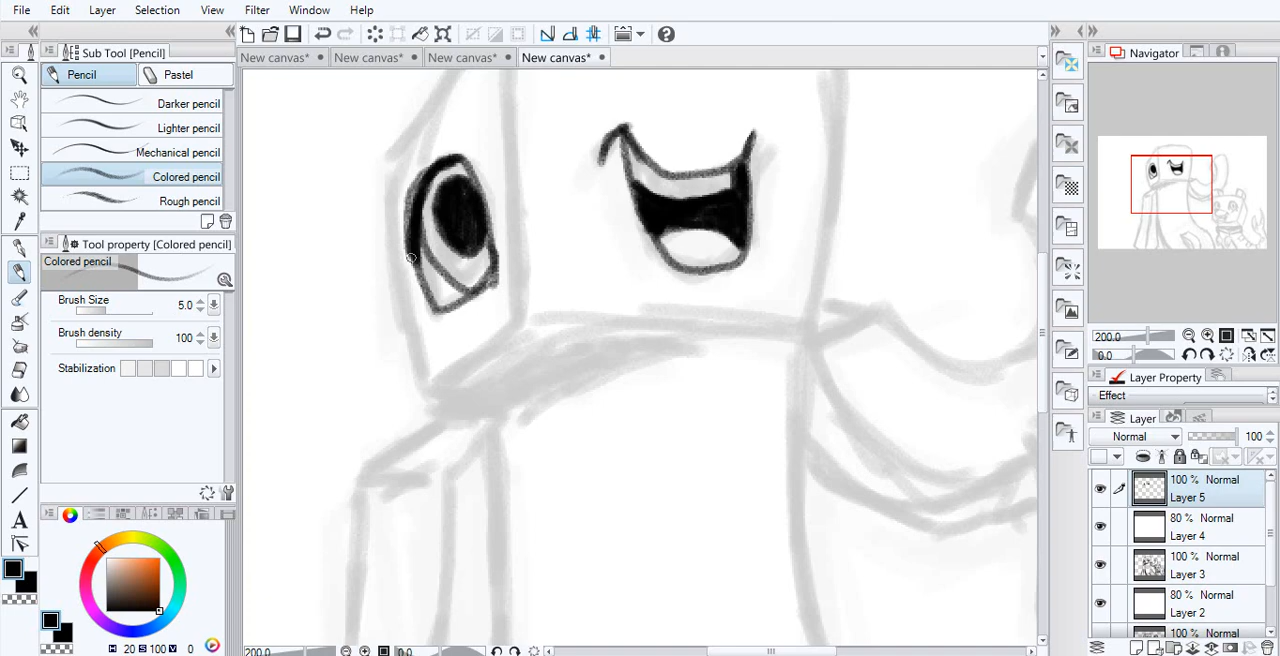 File Edit Layer Selection View Filter Window Help
Sub Tool [Pencil]
Pencil Pastel
Darker pencil
Lighter pencil
Mechanical pencil
Colored pencil
Rough pencil
Tool property [Colored pencil]
Colored pencil
Brush Size 5.0
Brush density 100
Stabilization
H 20 S 100 V 0
New canvas* New canvas* New canvas* New canvas*
200.0 0.0
Navigator
200.0
0.0
Layer Property
Effect
Layer
Normal 100
100 % Normal
Layer 5
80 % Normal
Layer 4
100 % Normal
Layer 3
80 % Normal
Layer 2
100 % Normal